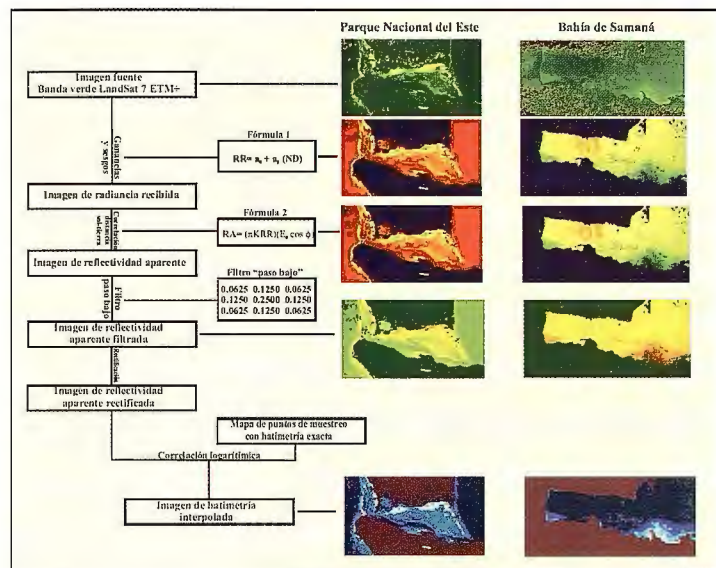 Parque Nacional del Este
Bahía de Samaná
Imagen fuente
Banda verde LandSat 7 ETM+
Ganancias
y sesgos
Fórmula 1
RR= a₀ + a₁ (ND)
Imagen de radiancia recibida
Correlación
distancia
sol-tierra
Fórmula 2
RA= (πKRR)(E₀ cos ϕ)
Imagen de reflectividad aparente
Filtro
paso bajo
Filtro "paso bajo"
0.0625 0.1250 0.0625
0.1250 0.2500 0.1250
0.0625 0.1250 0.0625
Imagen de reflectividad
aparente filtrada
Rectificación
Imagen de reflectividad
aparente rectificada
Mapa de puntos de muestreo
con batimetría exacta
Correlación logarítmica
Imagen de batimetría
interpolada